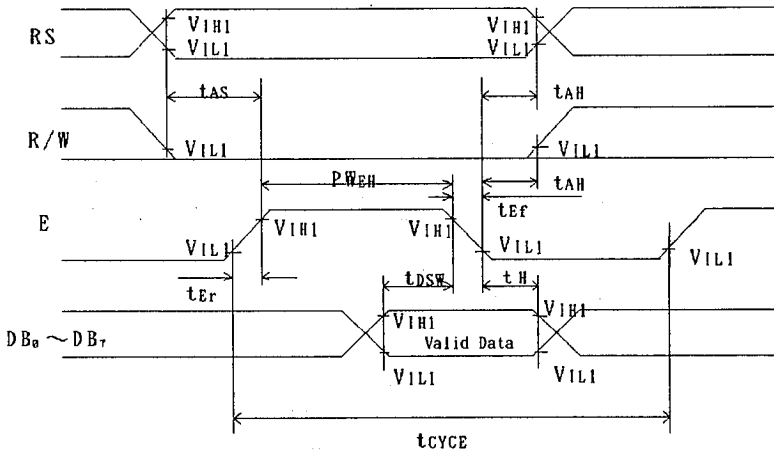 RS VIH1 VIH1
VIL1 VIL1
tAS tAH
R/W VIL1 VIL1
PWEH tAH
E VIH1 VIH1 tEf
VIL1 VIL1 VIL1
tEr tDSW tH
VIH1 VIH1
DB₀ ～DB₇ Valid Data
VIL1 VIL1
tCYCE